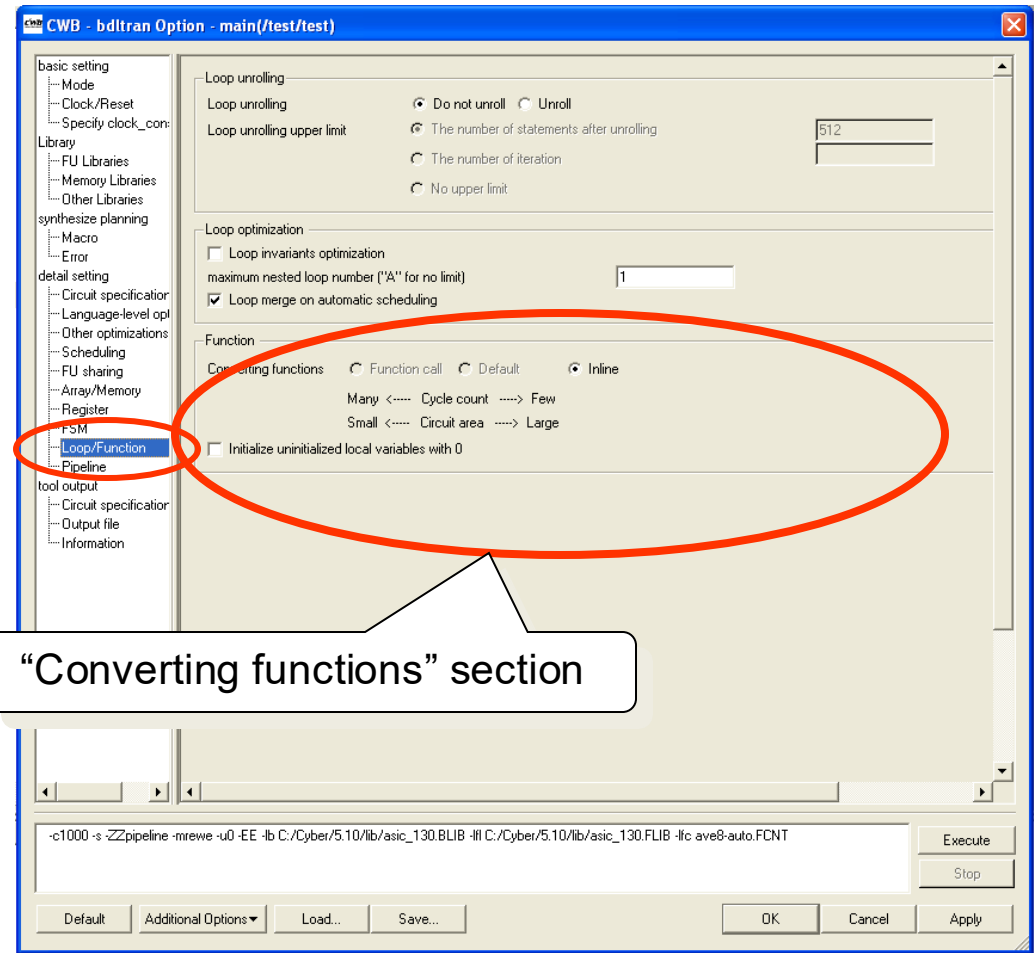 CWB - bdltran Option - main(/test/test)
basic setting
Mode
Clock/Reset
Specify clock_con:
Library
FU Libraries
Memory Libraries
Other Libraries
synthesize planning
Macro
Error
detail setting
Circuit specification
Language-level opt
Other optimizations
Scheduling
FU sharing
Array/Memory
Register
FSM
Loop/Function
Pipeline
tool output
Circuit specification
Output file
Information
Loop unrolling
Loop unrolling Do not unroll Unroll
Loop unrolling upper limit The number of statements after unrolling 512
The number of iteration
No upper limit
Loop optimization
Loop invariants optimization
maximum nested loop number ("A" for no limit) 1
Loop merge on automatic scheduling
Function
Converting functions Function call Default Inline
Many <----- Cycle count -----> Few
Small <----- Circuit area -----> Large
Initialize uninitialized local variables with 0
“Converting functions” section
-c1000 -s -ZZpipeline -mrewe -u0 -EE -lb C:/Cyber/5.10/lib/asic_130.BLIB -lfl C:/Cyber/5.10/lib/asic_130.FLIB -lfc ave8-auto.FCNT
Execute
Stop
Default Additional Options Load... Save... OK Cancel Apply